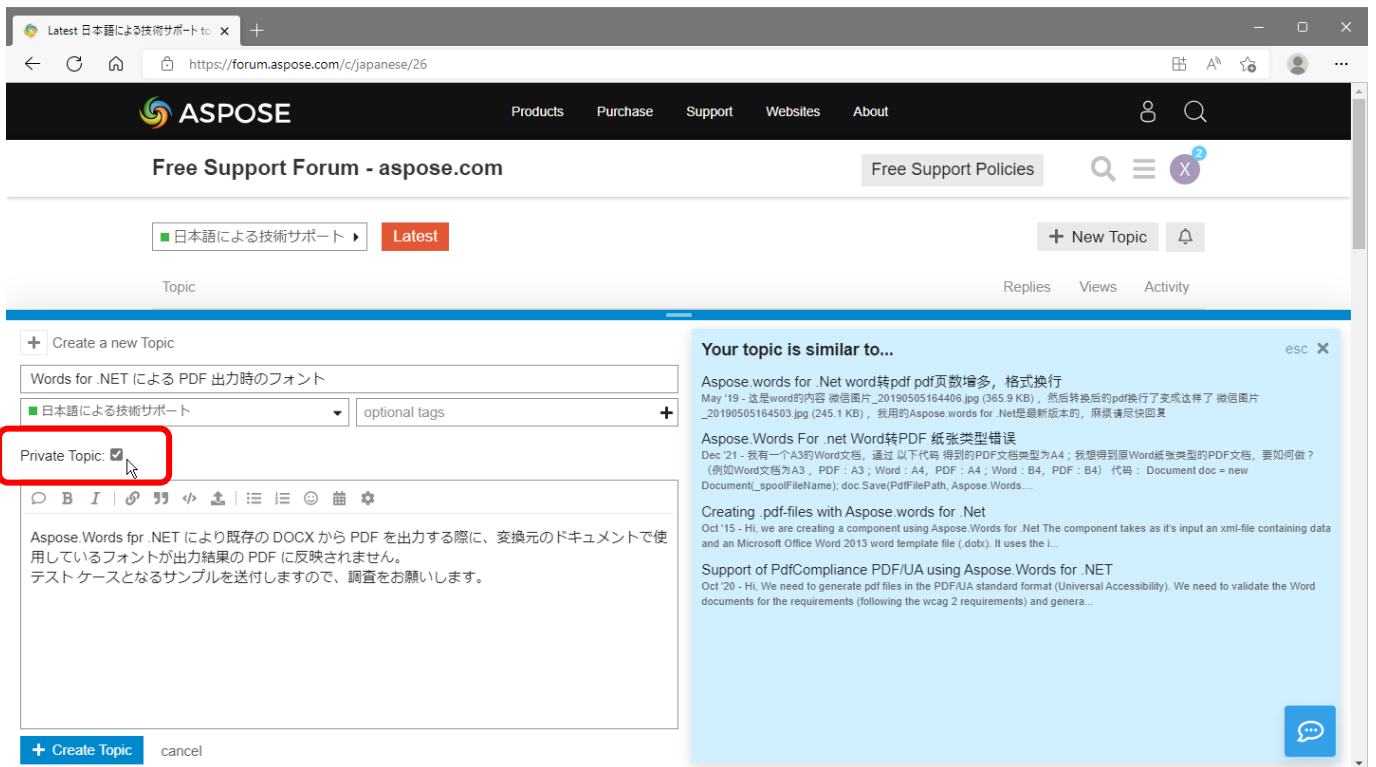 Latest 日本語による技術サポート to
https://forum.aspose.com/c/japanese/26
ASPOSE Products Purchase Support Websites About
Free Support Forum - aspose.com Free Support Policies X 2
日本語による技術サポート Latest + New Topic
Topic Replies Views Activity
+ Create a new Topic
Words for .NET による PDF 出力時のフォント
日本語による技術サポート optional tags +
Private Topic:
B I
Aspose.Words fpr .NET により既存の DOCX から PDF を出力する際に、変換元のドキュメントで使
用しているフォントが出力結果の PDF に反映されません。
テスト ケースとなるサンプルを送付しますので、調査をお願いします。
+ Create Topic cancel
Your topic is similar to... esc
Aspose.words for .Net word转pdf pdf页数增多，格式换行
May '19 - 这是word的内容 微信图片_20190505164406.jpg (365.9 KB) ，然后转换后的pdf换行了变成这样了 微信图片
_20190505164503.jpg (245.1 KB) ，我用的Aspose.words for .Net是最新版本的，麻烦请尽快回复
Aspose.Words For .net Word转PDF 纸张类型错误
Dec '21 - 我有一个A3的Word文档，通过 以下代码 得到的PDF文档类型为A4；我想得到原Word纸张类型的PDF文档，要如何做？
（例如Word文档为A3 ，PDF：A3；Word：A4，PDF：A4；Word：B4，PDF：B4） 代码： Document doc = new
Document(_spoolFileName); doc.Save(PdfFilePath, Aspose.Words....
Creating .pdf-files with Aspose.words for .Net
Oct '15 - Hi, we are creating a component using Aspose.Words for .Net The component takes as it's input an xml-file containing data
and an Microsoft Office Word 2013 word template file (.dotx). It uses the i...
Support of PdfCompliance PDF/UA using Aspose.Words for .NET
Oct '20 - Hi, We need to generate pdf files in the PDF/UA standard format (Universal Accessibility). We need to validate the Word
documents for the requirements (following the wcag 2 requirements) and genera...